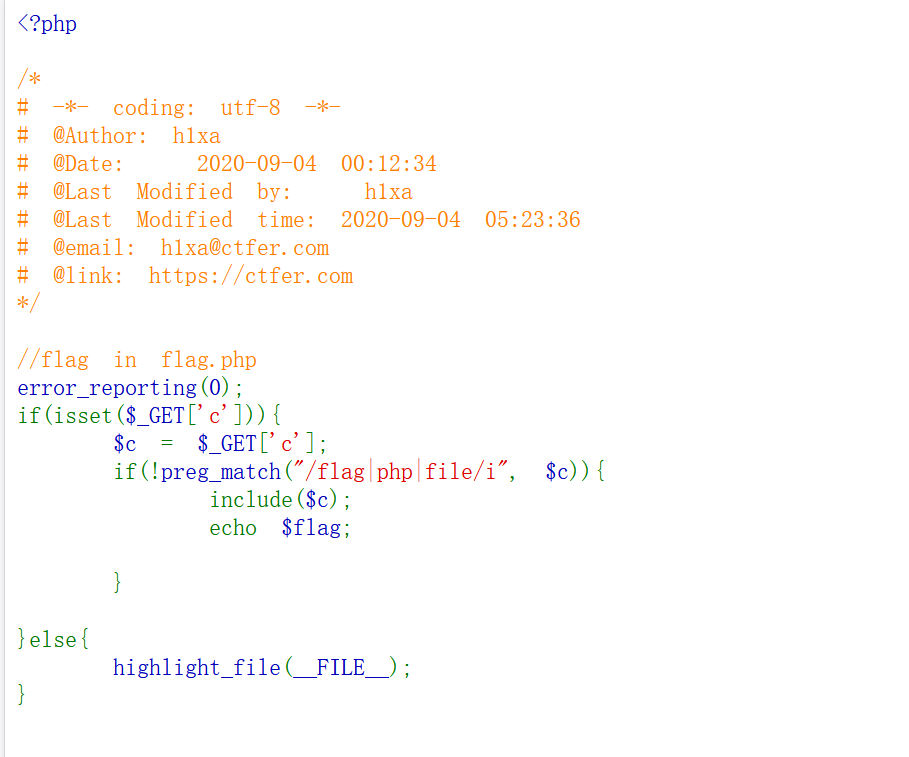 <?php
/*
# -*- coding: utf-8 -*-
# @Author: h1xa
# @Date: 2020-09-04 00:12:34
# @Last Modified by: h1xa
# @Last Modified time: 2020-09-04 05:23:36
# @email: h1xa@ctfer.com
# @link: https://ctfer.com
*/
//flag in flag.php
error_reporting(0);
if(isset($_GET['c'])){
$c = $_GET['c'];
if(!preg_match("/flag|php|file/i", $c)){
include($c);
echo $flag;
}
}else{
highlight_file(__FILE__);
}